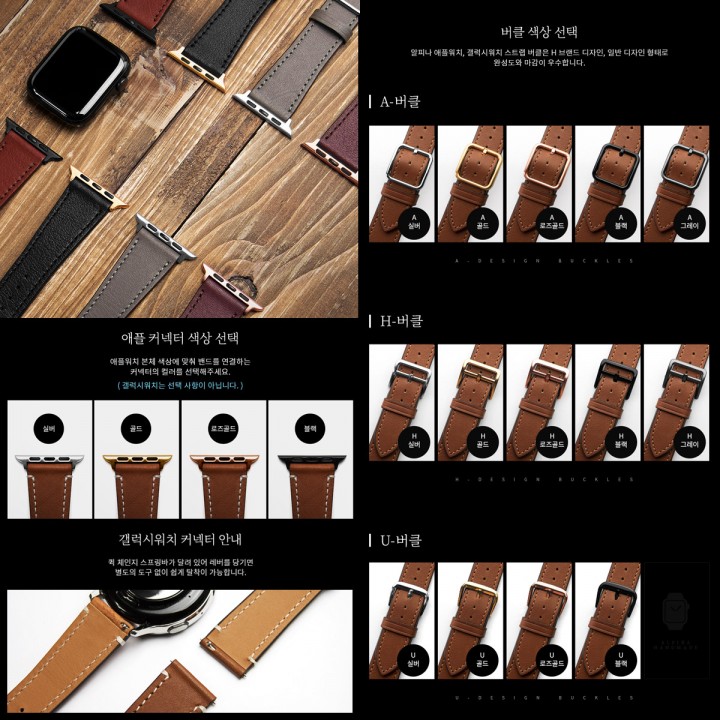 애플 커넥터 색상 선택
애플워치 본체 색상에 맞춰 밴드를 연결하는
커넥터의 컬러를 선택해주세요.
( 갤럭시워치는 선택 사항이 아닙니다. )
실버
골드
로즈골드
블랙
갤럭시워치 커넥터 안내
퀵 체인지 스프링바가 달려 있어 레버를 당기면
별도의 도구 없이 쉽게 탈착이 가능합니다.
버클 색상 선택
알피나 애플워치, 갤럭시워치 스트랩 버클은 H 브랜드 디자인, 일반 디자인 형태로
완성도와 마감이 우수합니다.
A-버클
A
실버
A
골드
A
로즈골드
A
블랙
A
그레이
A-DESIGN BUCKLES
H-버클
H
실버
H
골드
H
로즈골드
H
블랙
H
그레이
H-DESIGN BUCKLES
U-버클
U
실버
U
골드
U
로즈골드
U
블랙
U-DESIGN BUCKLES